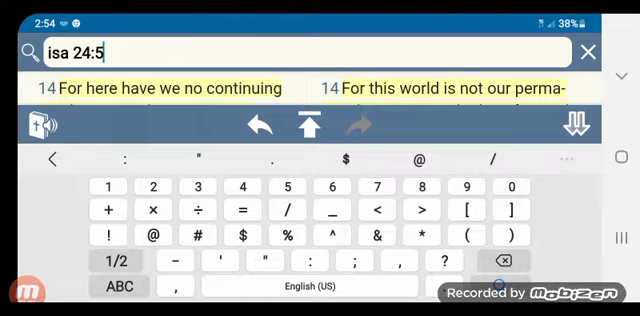 2:54 38%
isa 24:5
14 For here have we no continuing
14 For this world is not our perma-
: " . $ @ / ...
1 2 3 4 5 6 7 8 9 0
+ × ÷ = / _ < > [ ]
! @ # $ % ^ & * ( )
1/2 - ' " : ; , ?
ABC , English (US) .
Recorded by mobizen